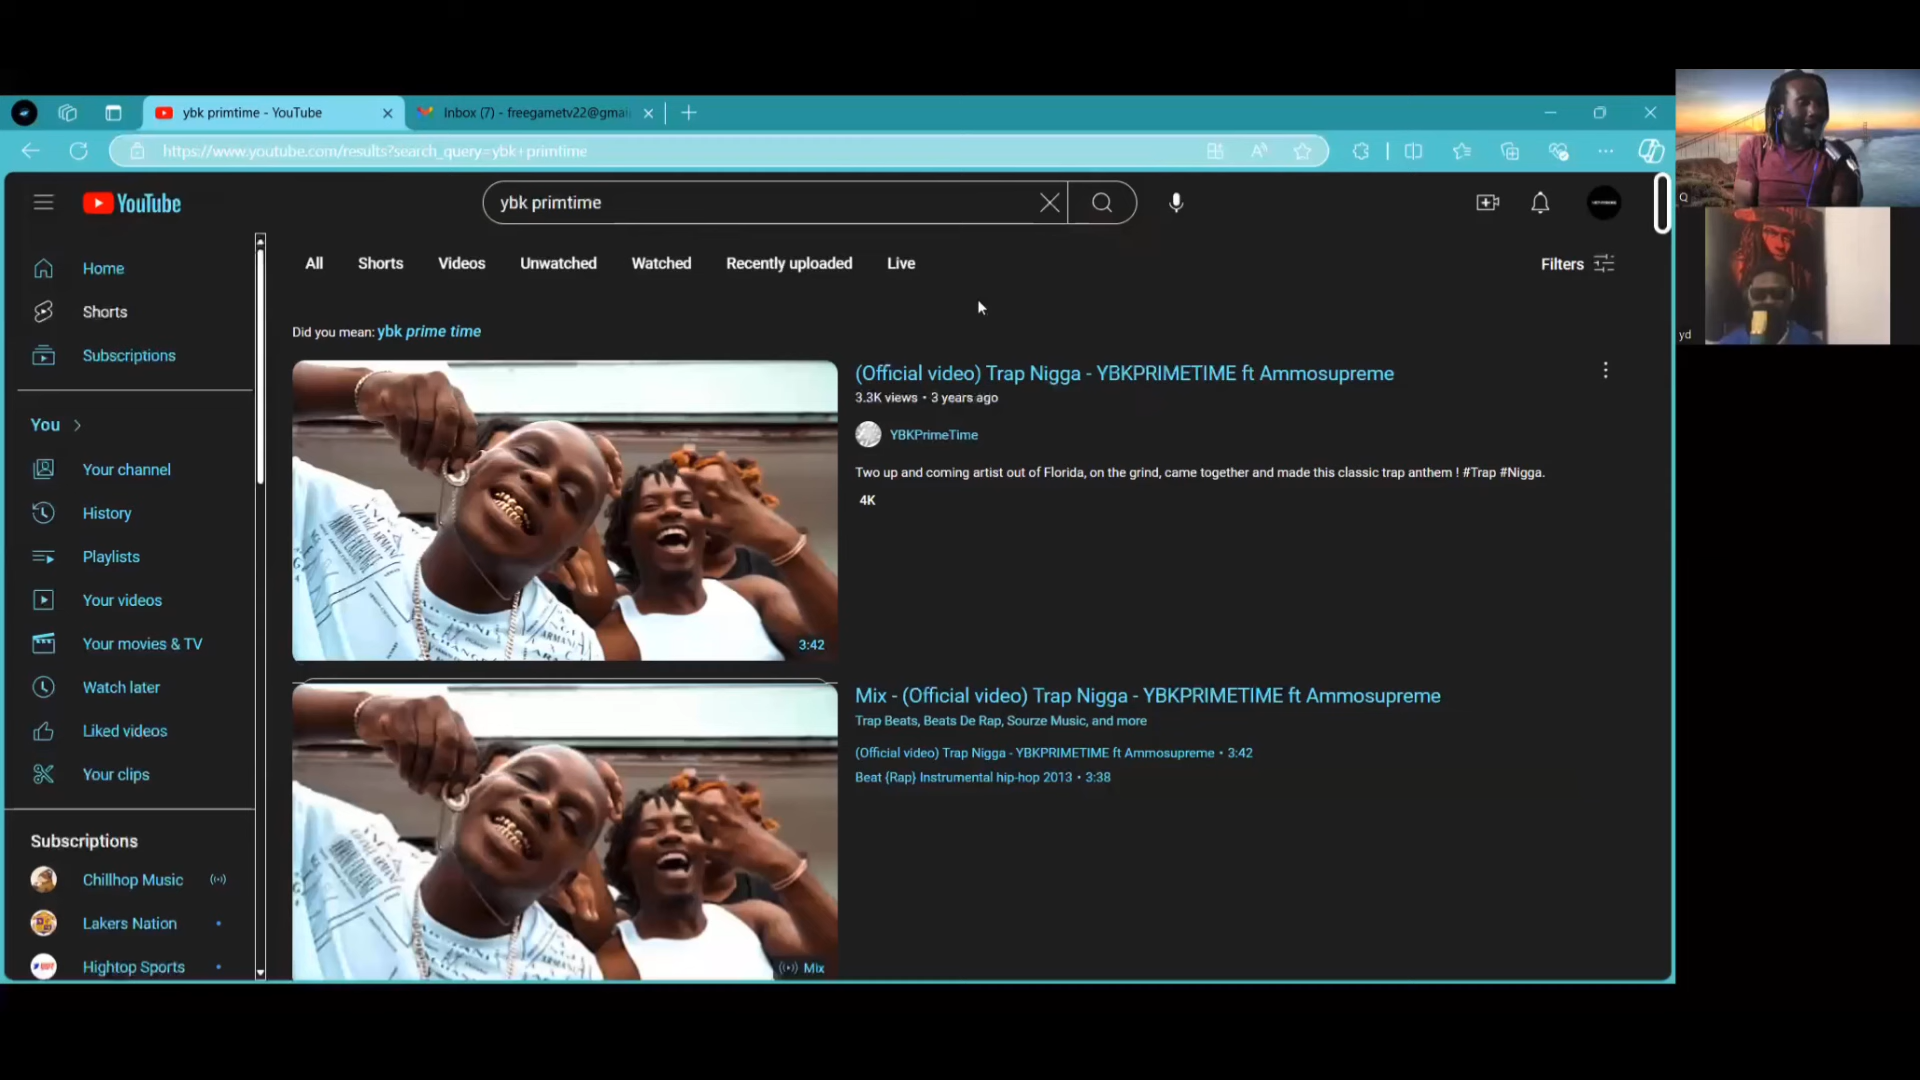 ybk primtime - YouTube
Inbox (7) - freegametv22@gmai
https://www.youtube.com/results?search_query=ybk+primtime
YouTube
ybk primtime
Home
Shorts
Subscriptions
You
Your channel
History
Playlists
Your videos
Your movies & TV
Watch later
Liked videos
Your clips
Subscriptions
Chillhop Music
Lakers Nation
Hightop Sports
All Shorts Videos Unwatched Watched Recently uploaded Live
Filters
Did you mean: ybk prime time
3:42
(Official video) Trap Nigga - YBKPRIMETIME ft Ammosupreme
3.3K views • 3 years ago
YBKPrimeTime
Two up and coming artist out of Florida, on the grind, came together and made this classic trap anthem ! #Trap #Nigga.
4K
Mix
Mix - (Official video) Trap Nigga - YBKPRIMETIME ft Ammosupreme
Trap Beats, Beats De Rap, Sourze Music, and more
(Official video) Trap Nigga - YBKPRIMETIME ft Ammosupreme • 3:42
Beat {Rap} Instrumental hip-hop 2013 • 3:38
Q
yd